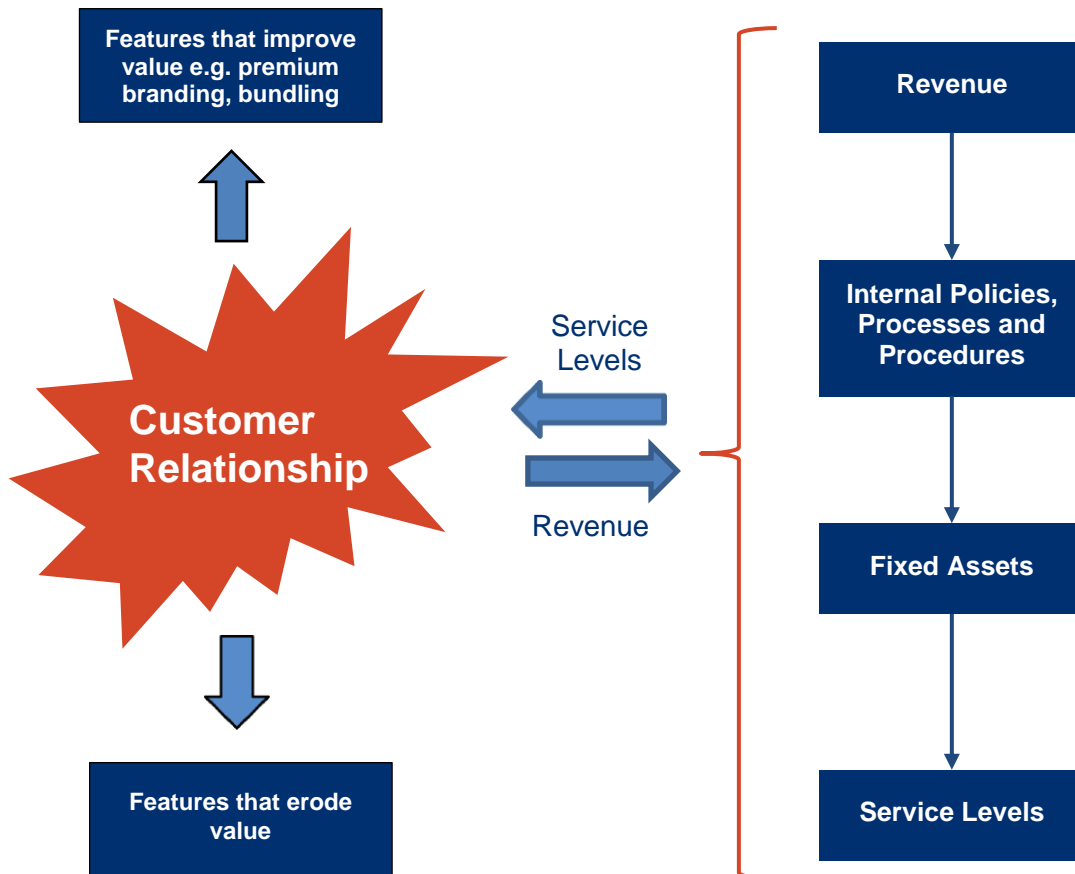 Features that improve
value e.g. premium
branding, bundling
Customer
Relationship
Features that erode
value
Service
Levels
Revenue
Revenue
Internal Policies,
Processes and
Procedures
Fixed Assets
Service Levels